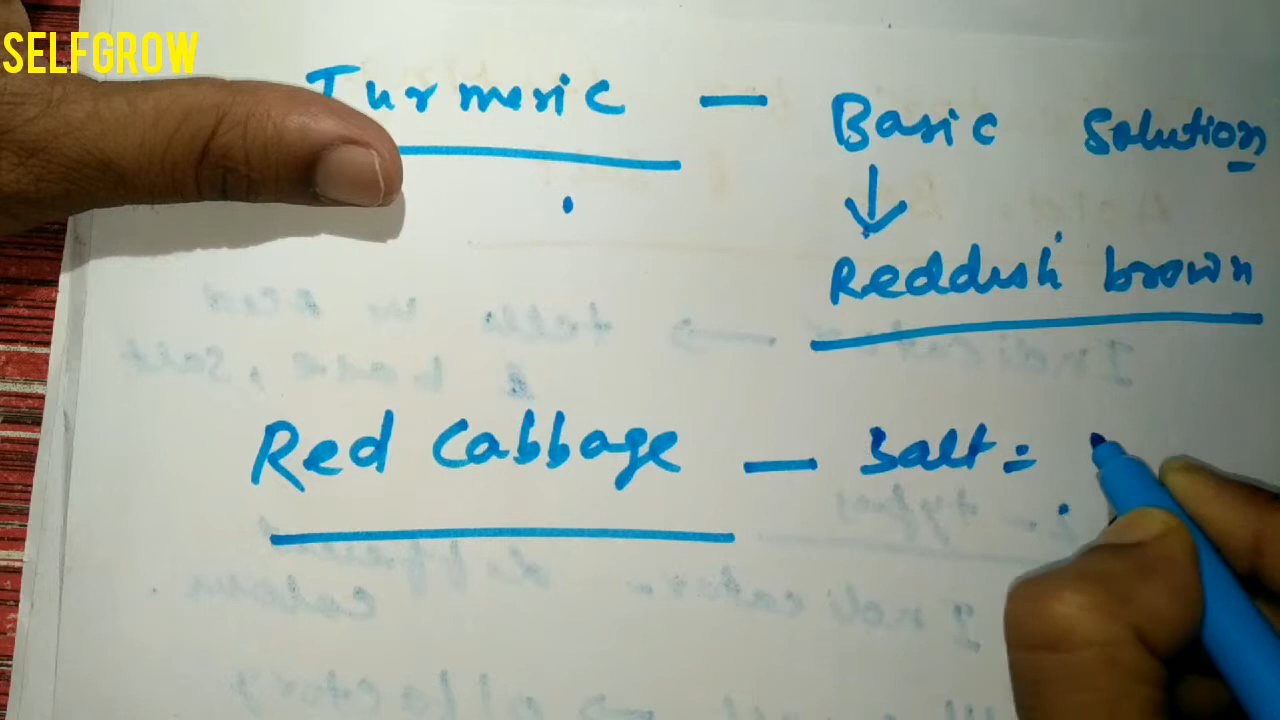 SELFGROW
Turmeric — Basic Solution
↓
Reddish brown
Red Cabbage — Salt =